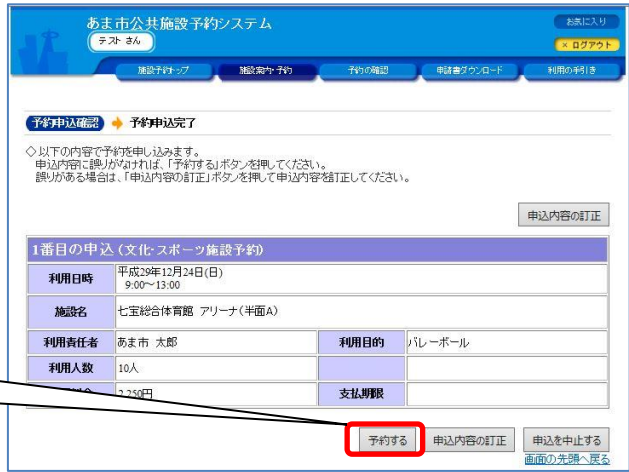 あま市公共施設予約システム
お気に入り
テスト さん
× ログアウト
施設予約トップ 施設案内・予約 予約の確認 申請書ダウンロード 利用の手引き
予約申込確認 予約申込完了
◇以下の内容で予約を申し込みます。
申込内容に誤りがなければ、「予約する」ボタンを押してください。
誤りがある場合は、「申込内容の訂正」ボタンを押して申込内容を訂正してください。
申込内容の訂正
1番目の申込 (文化・スポーツ施設予約)
利用日時 平成29年12月24日(日)
9:00～13:00
施設名 七宝総合体育館 アリーナ(半面A)
利用責任者 あま市 太郎 利用目的 バレーボール
利用人数 10人
2,250円 支払期限
予約する 申込内容の訂正 申込を中止する
画面の先頭へ戻る